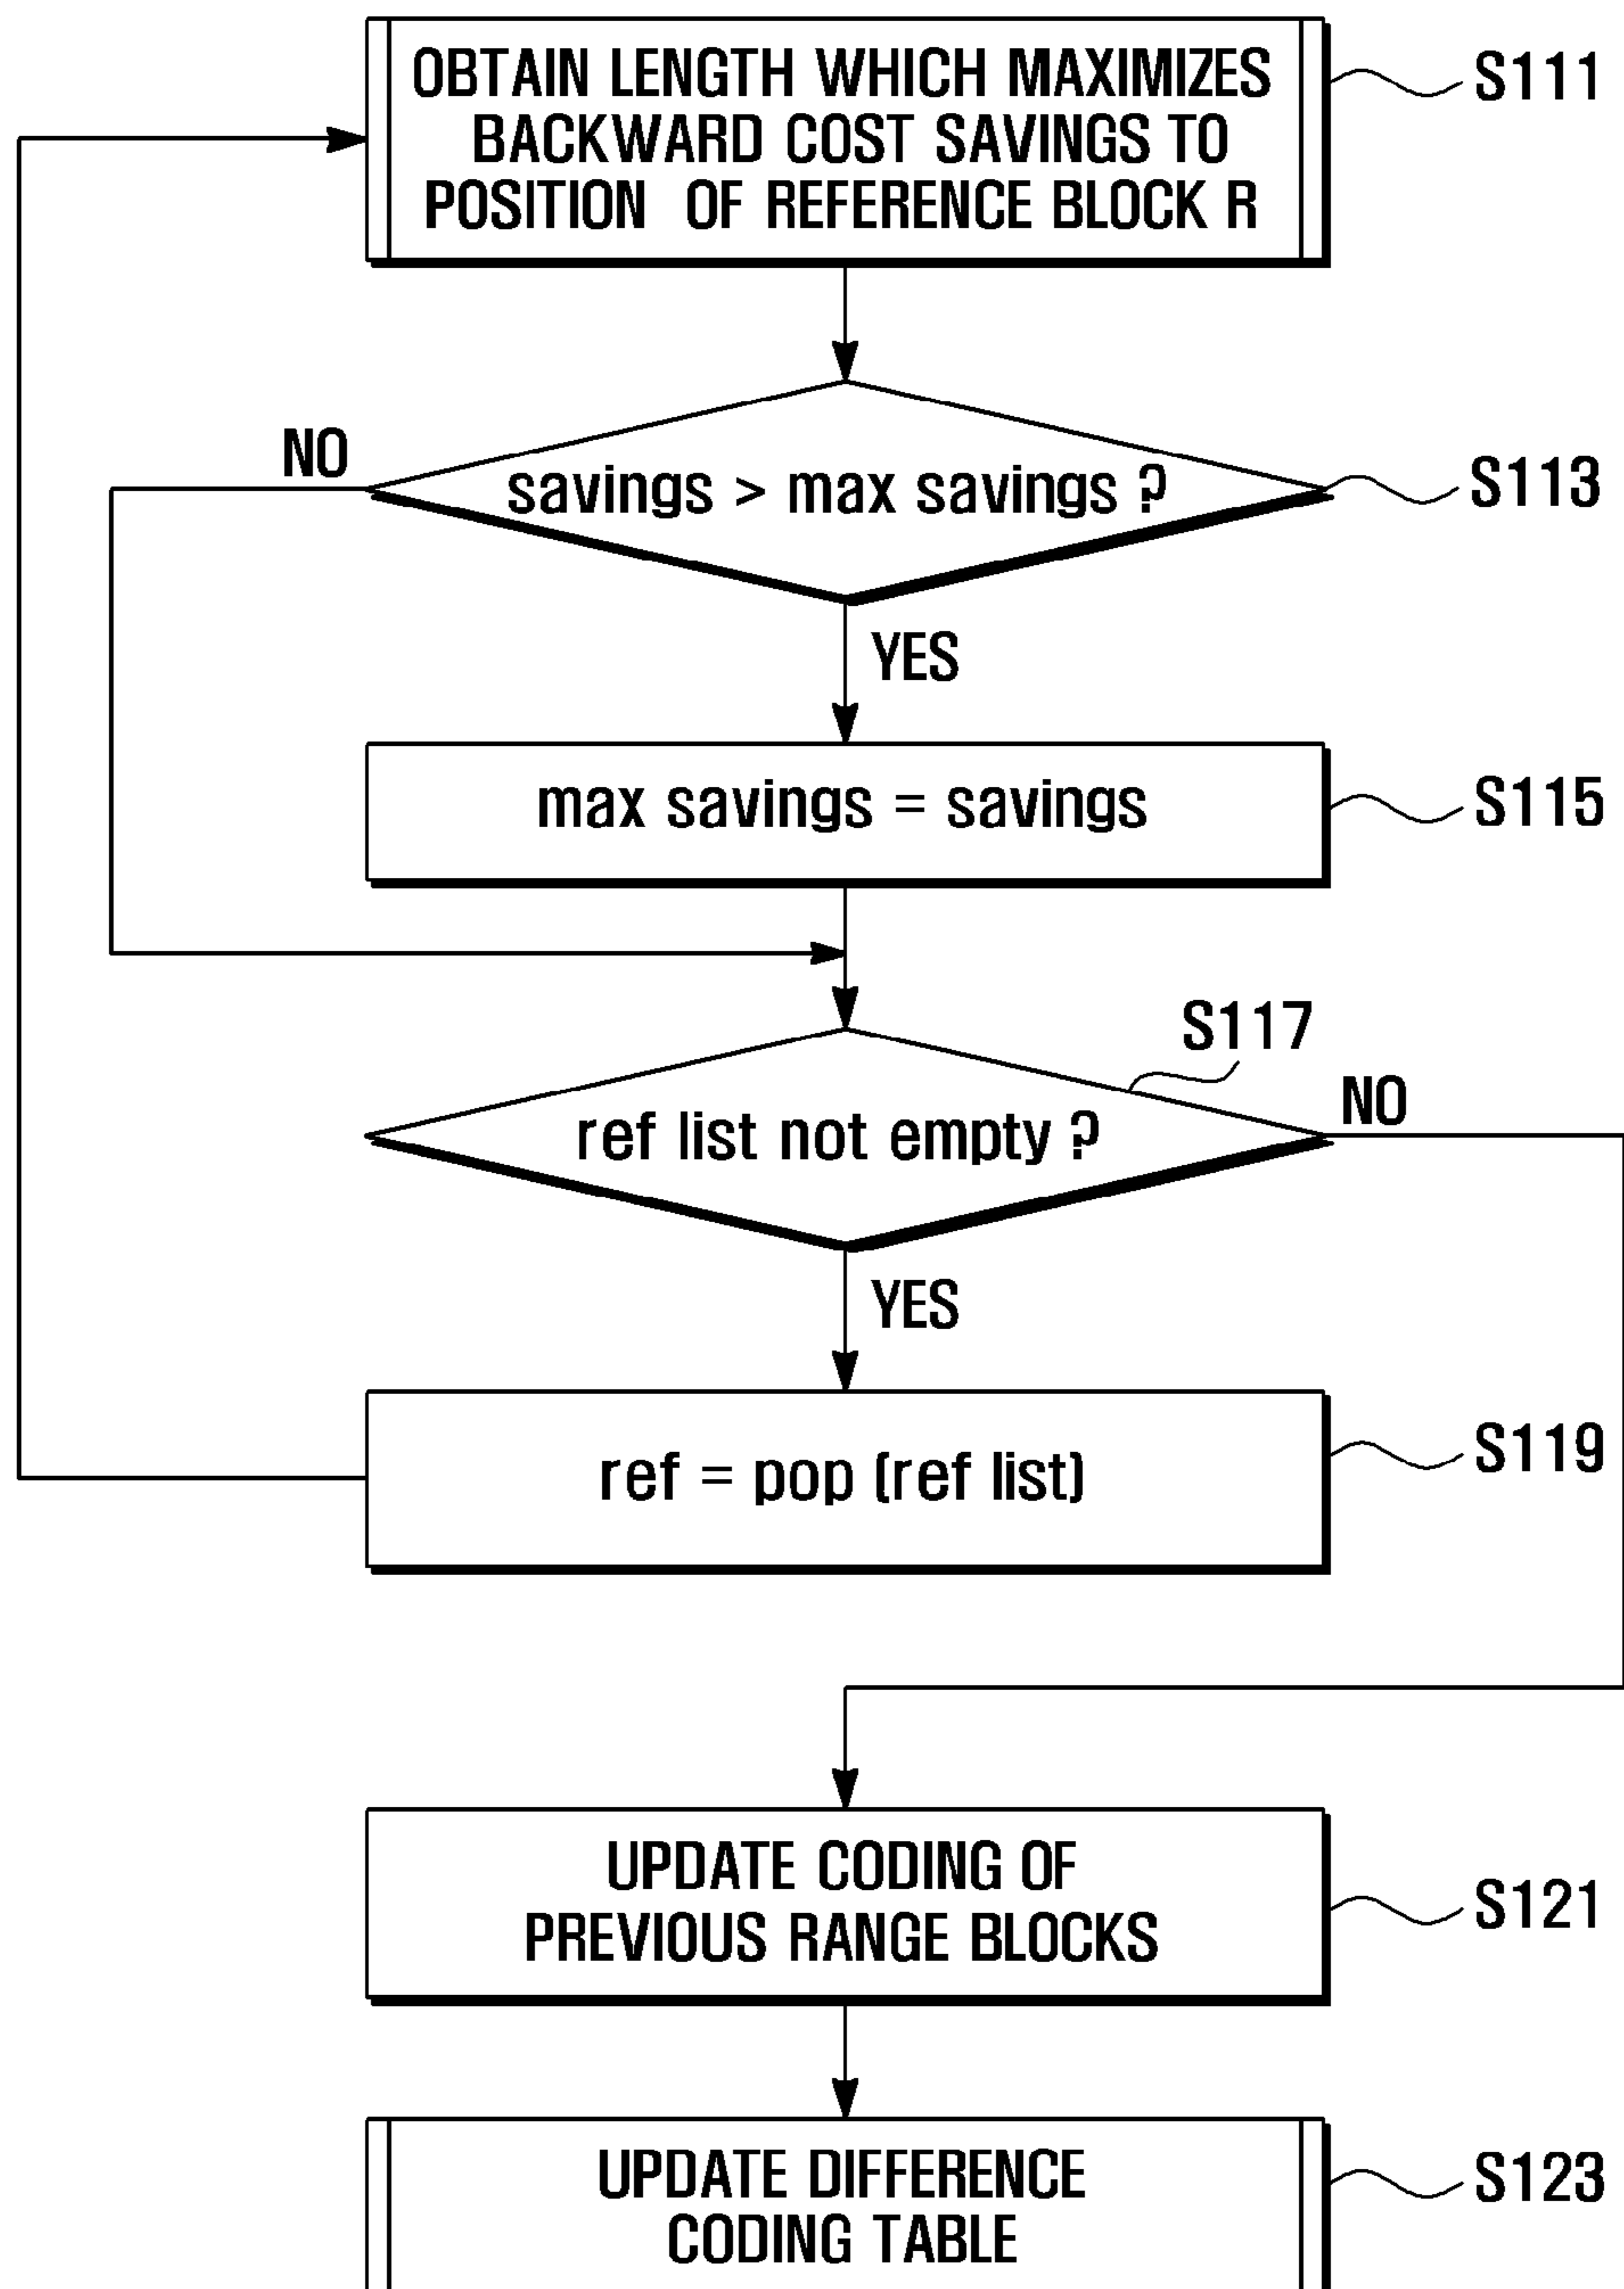 OBTAIN LENGTH WHICH MAXIMIZES
BACKWARD COST SAVINGS TO
POSITION OF REFERENCE BLOCK R
S111
NO
savings > max savings ?
S113
YES
max savings = savings
S115
S117
NO
ref list not empty ?
YES
ref = pop (ref list)
S119
UPDATE CODING OF
PREVIOUS RANGE BLOCKS
S121
UPDATE DIFFERENCE
CODING TABLE
S123